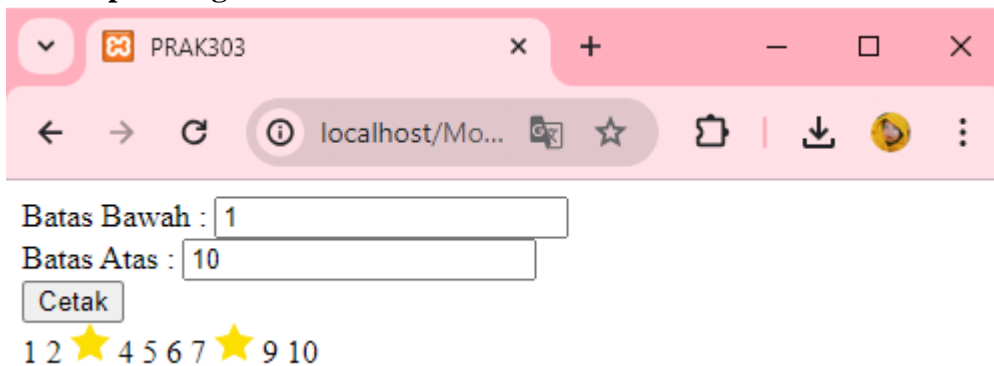 PRAK303
localhost/Mo...
Batas Bawah : 1
Batas Atas : 10
Cetak
1 2 4 5 6 7 9 10